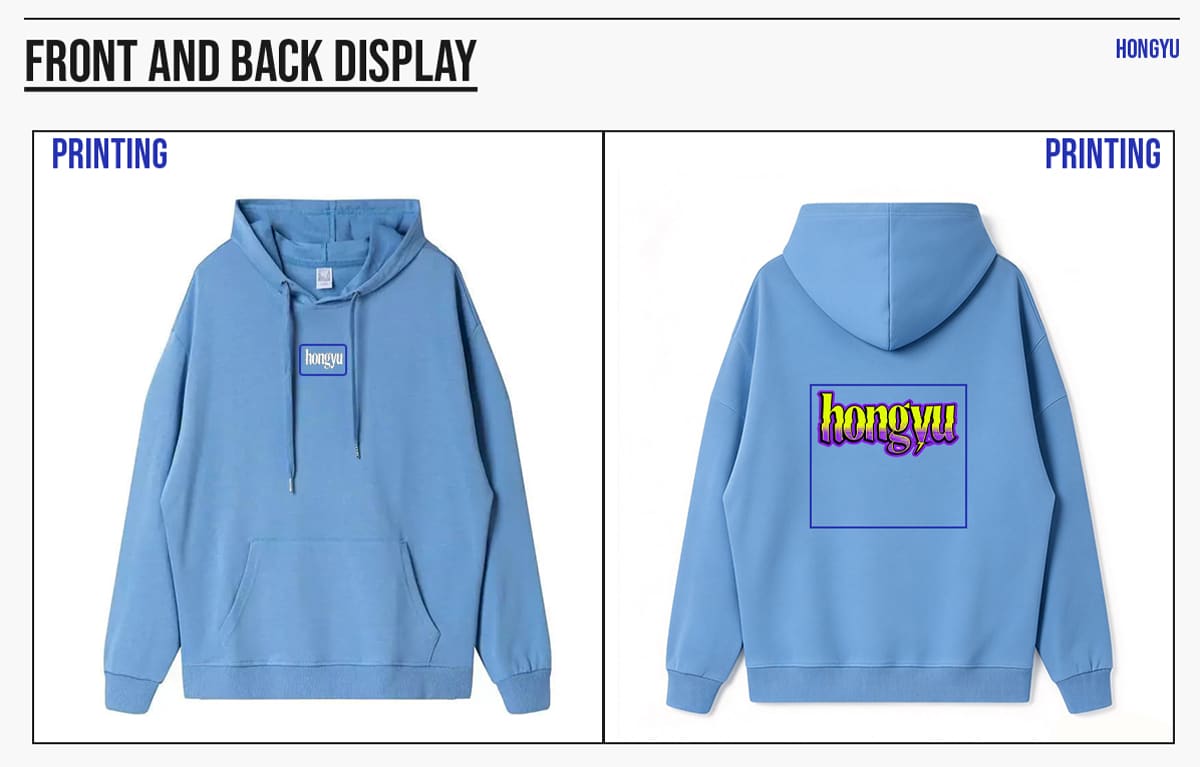 FRONT AND BACK DISPLAY
HONGYU
PRINTING
PRINTING
hongyu
hongyu